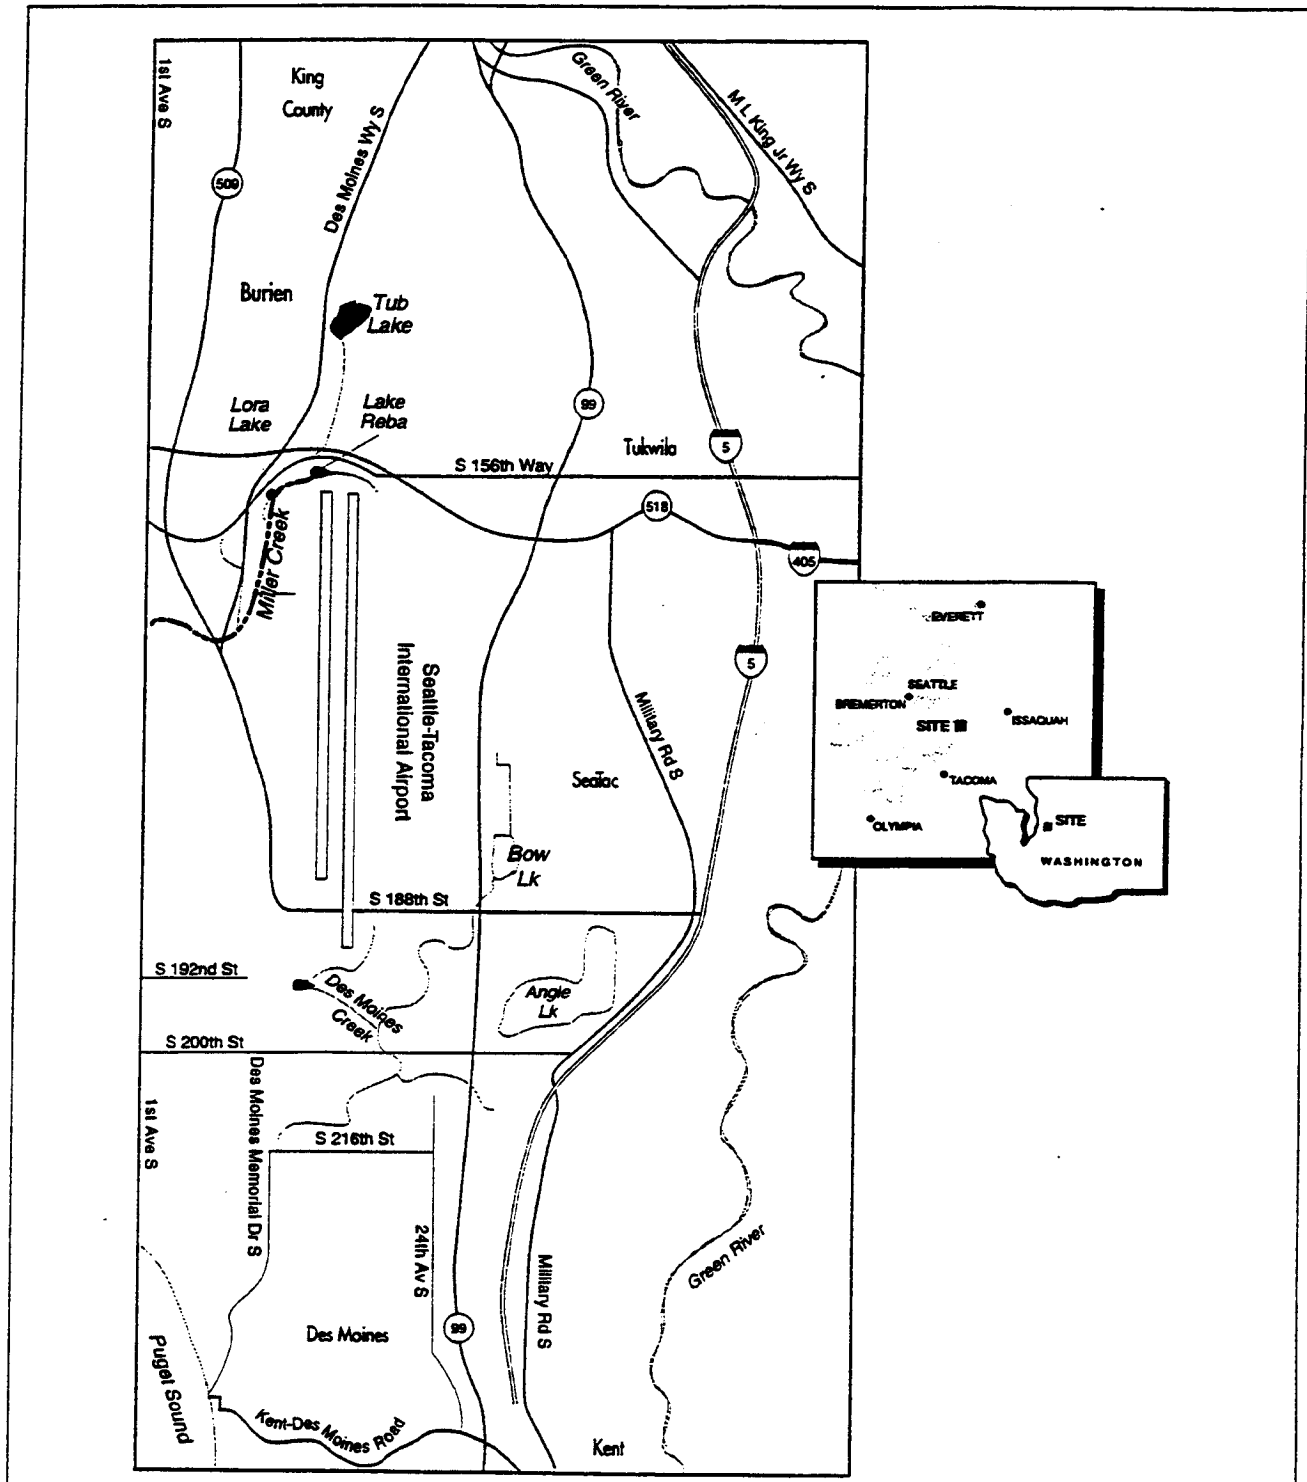 King
County
1st Ave S
Des Moines Wy S
Green River
M L King Jr Wy S
509
Burien
Tub
Lake
Lora
Lake
Lake
Reba
99
Tukwila
5
S 156th Way
518
405
Miller Creek
Seattle-Tacoma
International Airport
5
Military Rd S
SeaTac
Bow
Lk
S 188th St
S 192nd St
Des Moines
Creek
Angle
Lk
S 200th St
Des Moines Memorial Dr S
1st Ave S
S 216th St
24th Av S
Military Rd S
Green River
99
Des Moines
Puget Sound
Kent-Des Moines Road
Kent
EVERETT
SEATTLE
BREMERTON
SITE
ISSAQUAH
TACOMA
OLYMPIA
SITE
WASHINGTON